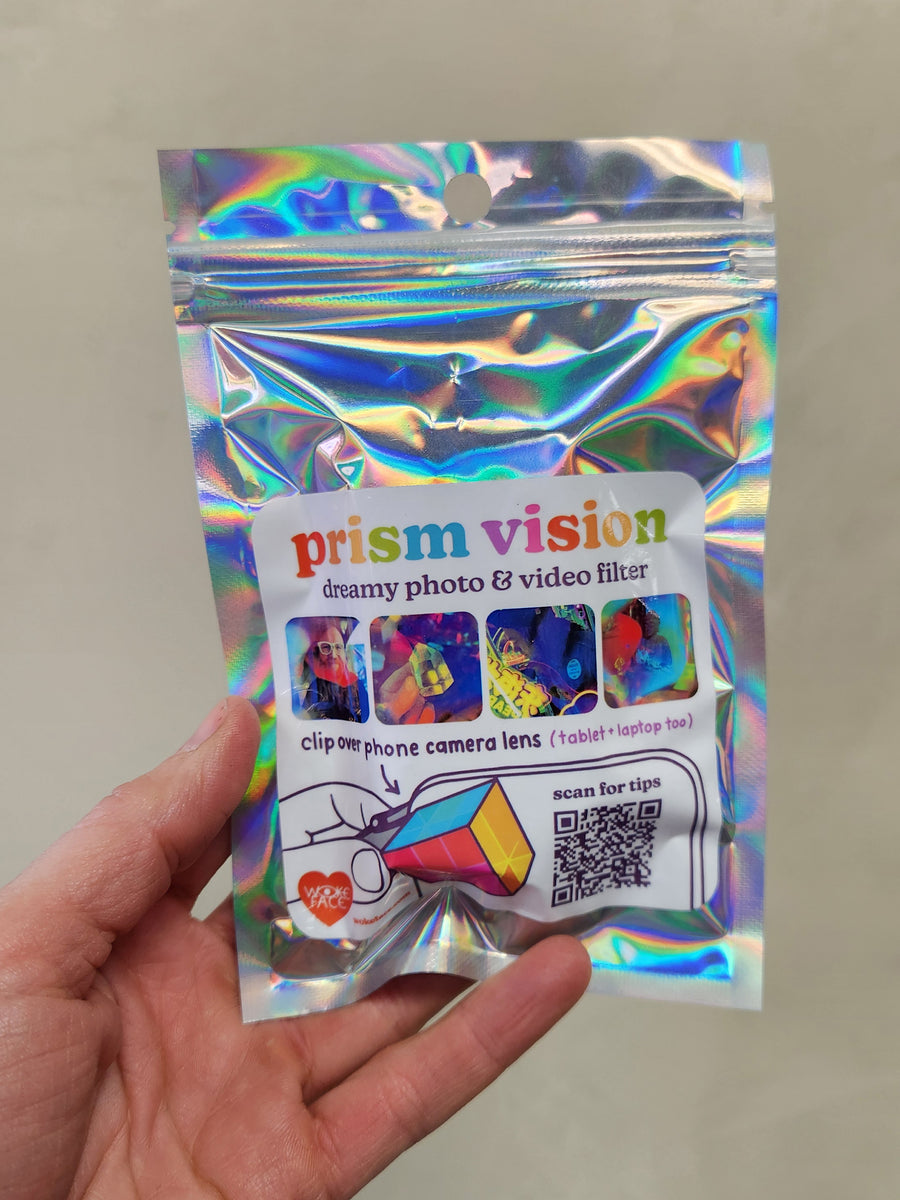 prism vision
dreamy photo & video filter
clip over phone camera lens (tablet + laptop too)
scan for tips
WOKE
FACE